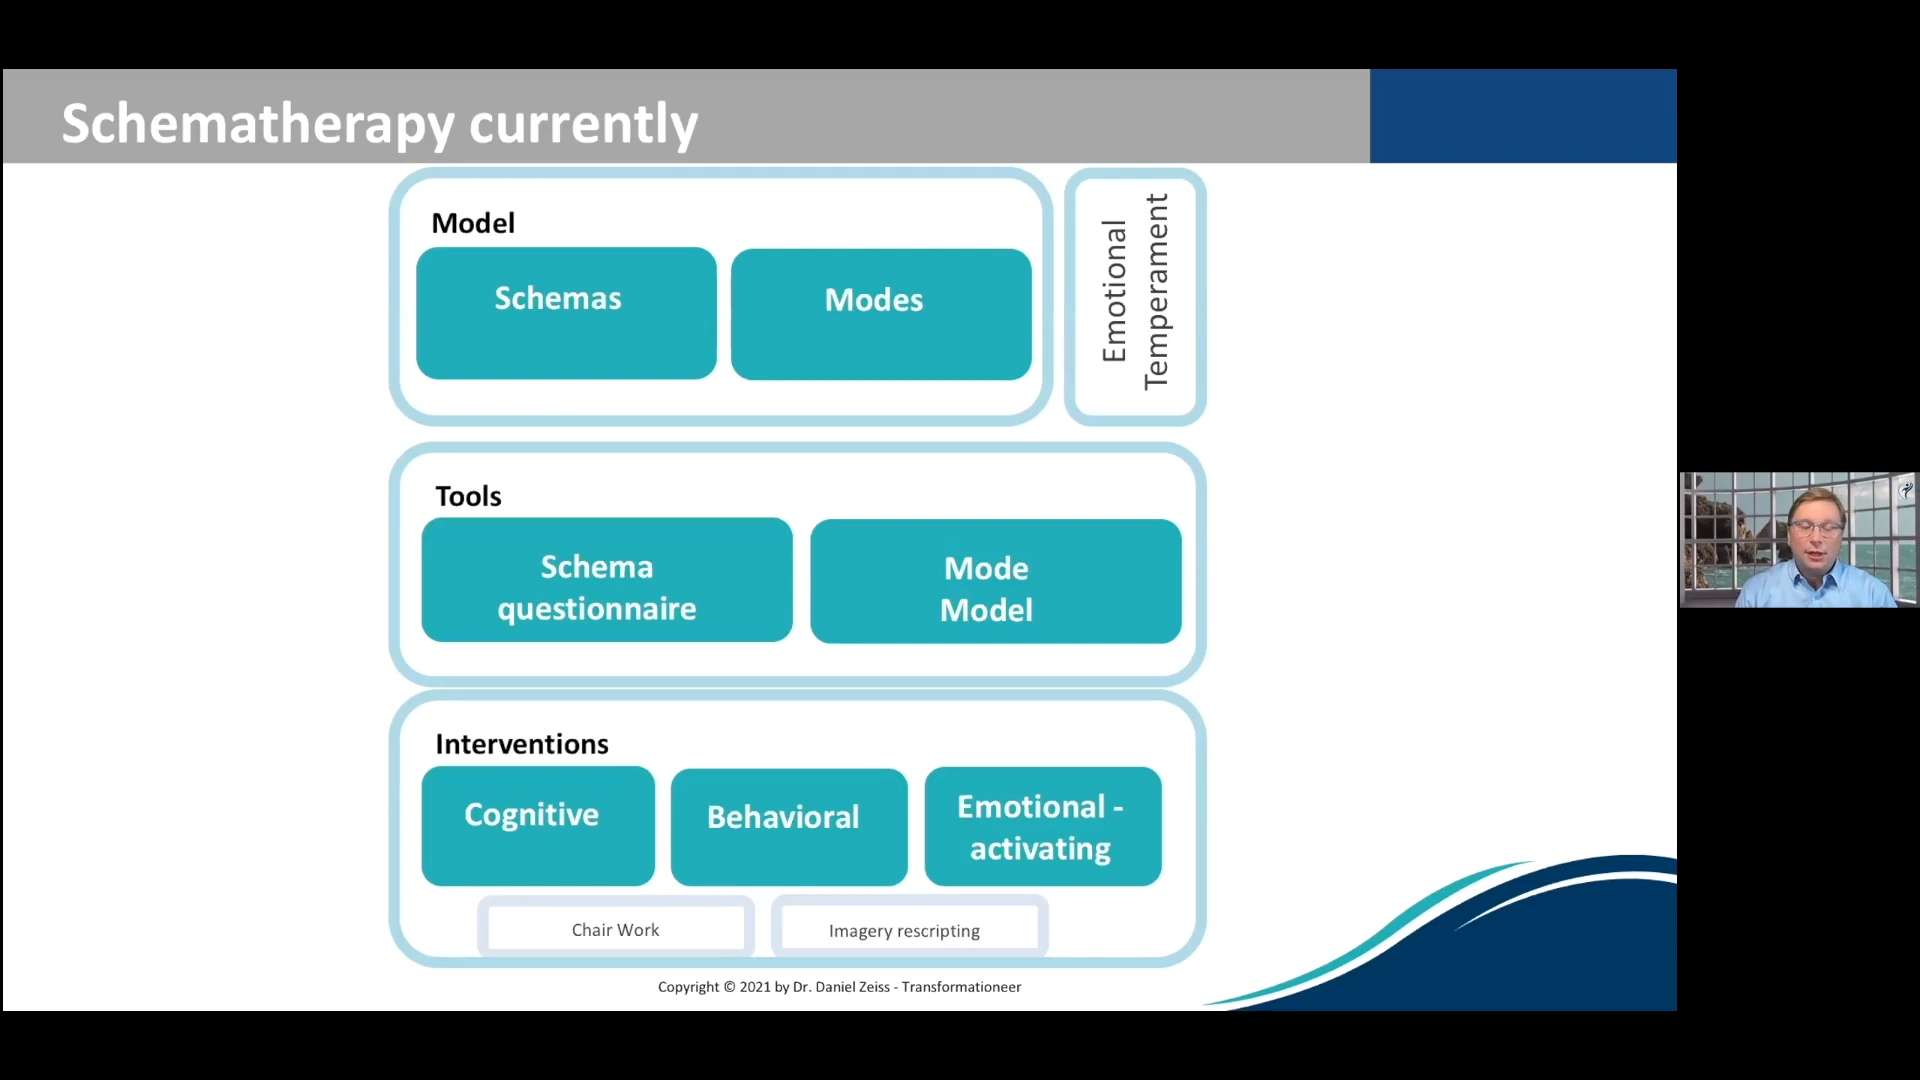 Schematherapy currently
Model
Schemas
Modes
Emotional
Temperament
Tools
Schema
questionnaire
Mode
Model
Interventions
Cognitive
Behavioral
Emotional -
activating
Chair Work
Imagery rescripting
Copyright © 2021 by Dr. Daniel Zeiss - Transformationeer